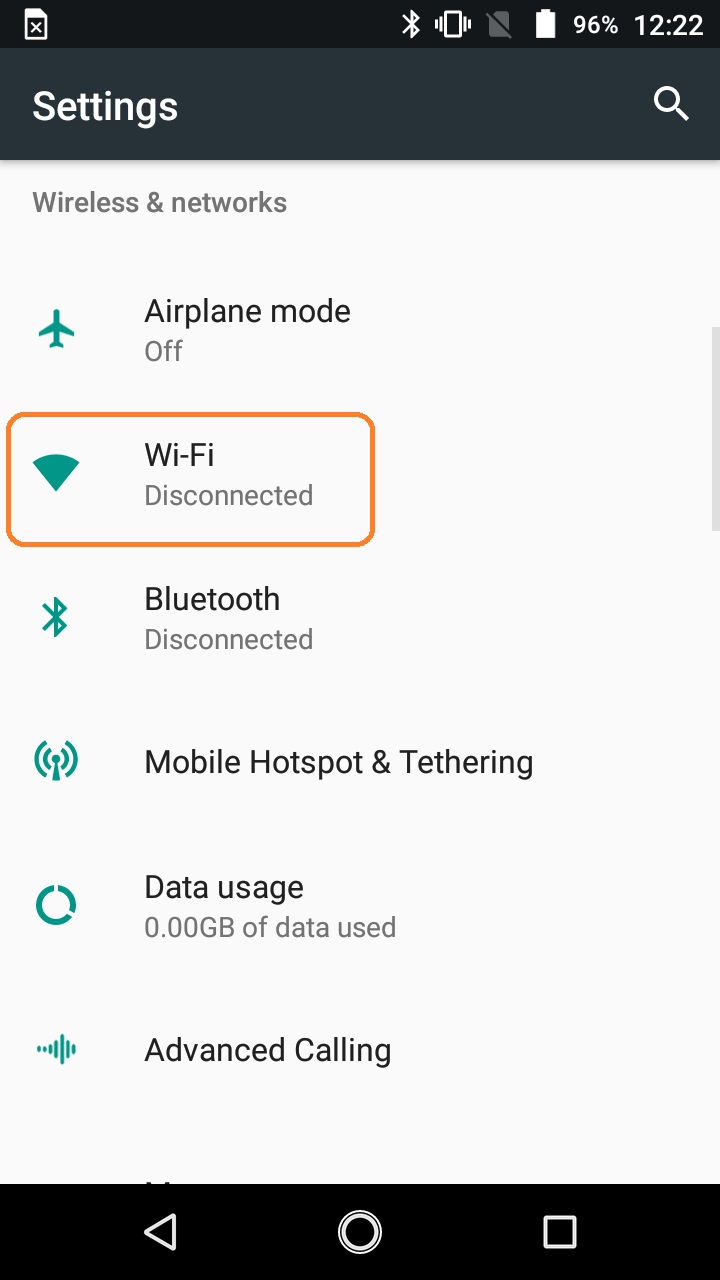 96% 12:22
Settings
Wireless & networks
Airplane mode
Off
Wi-Fi
Disconnected
Bluetooth
Disconnected
Mobile Hotspot & Tethering
Data usage
0.00GB of data used
Advanced Calling